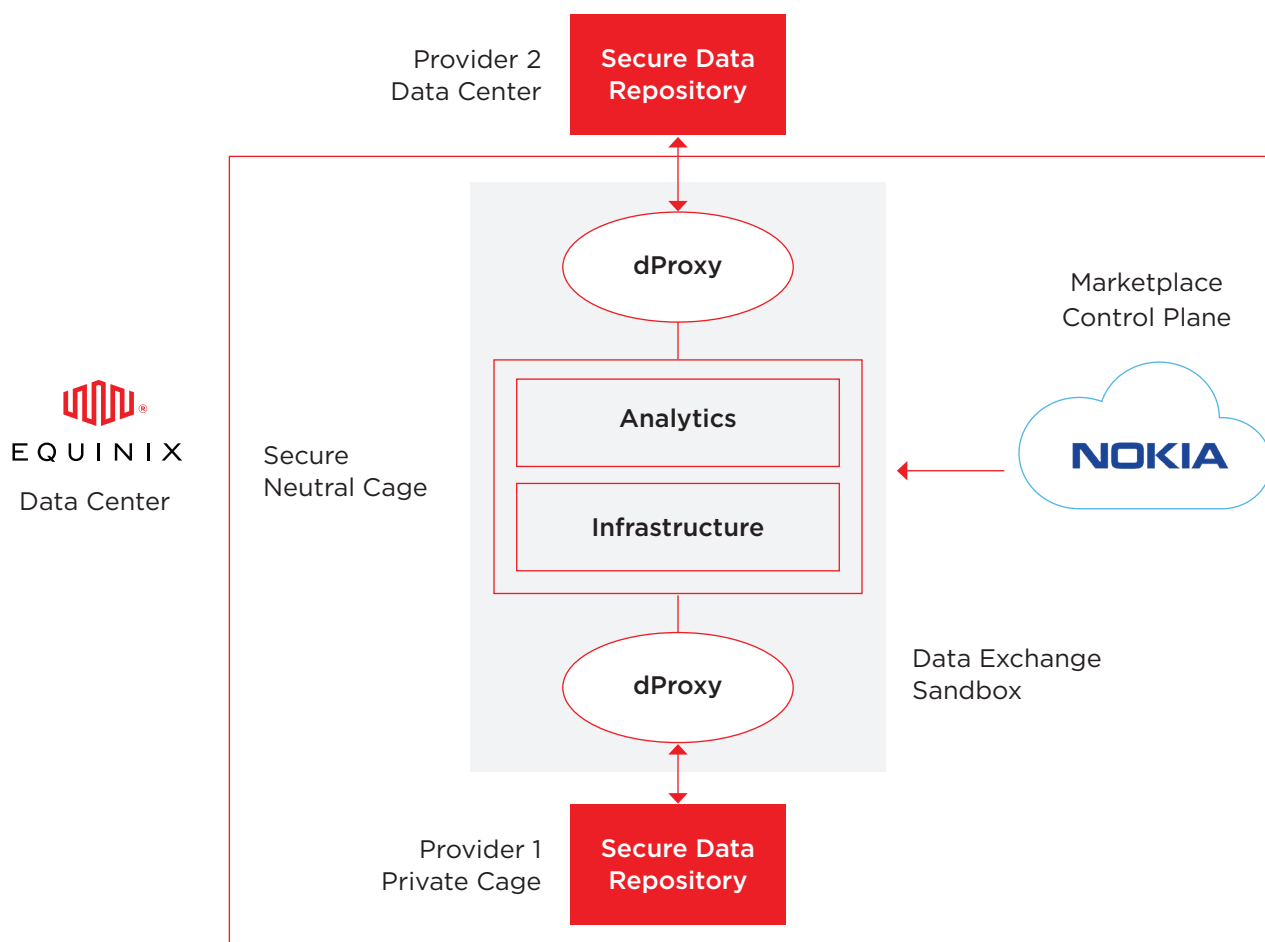 Provider 2
Data Center
Secure Data
Repository
dProxy
Marketplace
Control Plane
NOKIA
Analytics
Infrastructure
®
EQUINIX
Data Center
Secure
Neutral Cage
dProxy
Data Exchange
Sandbox
Provider 1
Private Cage
Secure Data
Repository